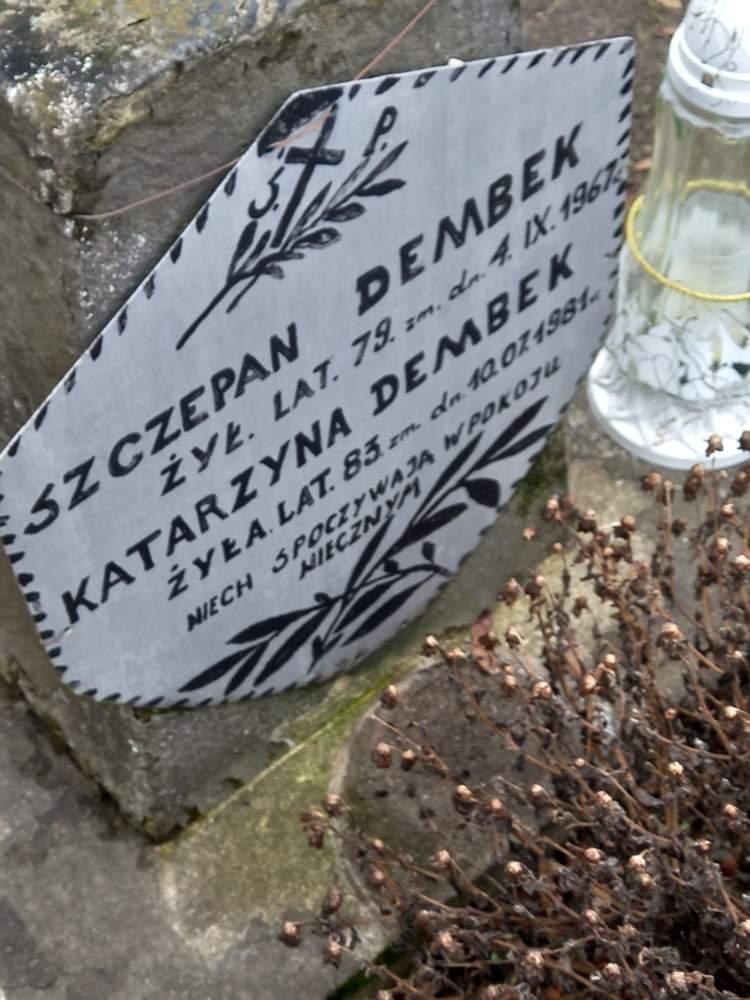 Ś. P.
SZCZEPAN DEMBEK
ŻYŁ. LAT. 79. zm. dn. 4. IX. 1967.
KATARZYNA DEMBEK
ŻYŁA. LAT. 83. zm. dn. 10.07.1981.
NIECH SPOCZYWAJĄ W POKOJU
WIECZNYM